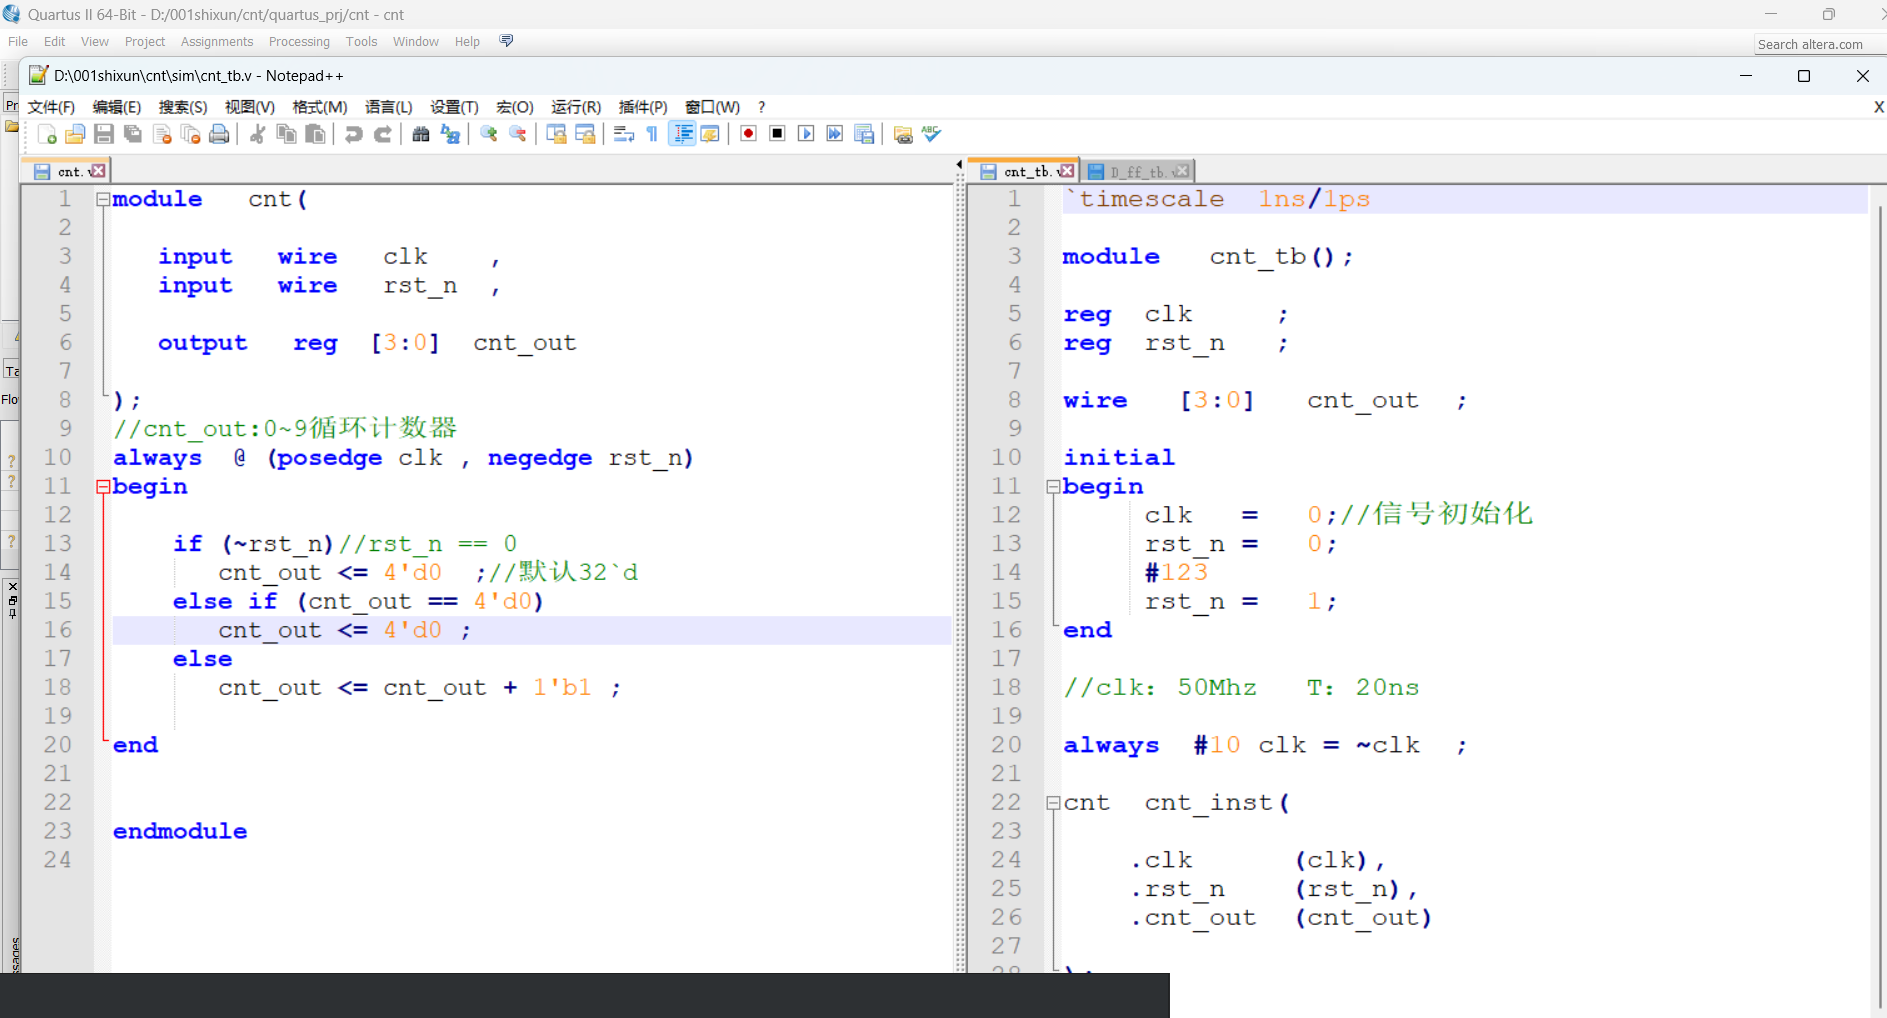 Quartus II 64-Bit - D:/001shixun/cnt/quartus_prj/cnt - cnt
File Edit View Project Assignments Processing Tools Window Help
Search altera.com
D:\001shixun\cnt\sim\cnt_tb.v - Notepad++
Pr
文件(F) 编辑(E) 搜索(S) 视图(V) 格式(M) 语言(L) 设置(T) 宏(O) 运行(R) 插件(P) 窗口(W) ? X
Ta
Flo
ssages
cnt.v
1 module cnt(
2
3 input wire clk ,
4 input wire rst_n ,
5
6 output reg [3:0] cnt_out
7
8 );
9 //cnt_out:0~9循环计数器
10 always @ (posedge clk , negedge rst_n)
11 begin
12
13 if (~rst_n)//rst_n == 0
14 cnt_out <= 4'd0 ;//默认32`d
15 else if (cnt_out == 4'd0)
16 cnt_out <= 4'd0 ;
17 else
18 cnt_out <= cnt_out + 1'b1 ;
19
20 end
21
22
23 endmodule
24
cnt_tb.v D_ff_tb.v
1 `timescale 1ns/1ps
2
3 module cnt_tb();
4
5 reg clk ;
6 reg rst_n ;
7
8 wire [3:0] cnt_out ;
9
10 initial
11 begin
12 clk = 0;//信号初始化
13 rst_n = 0;
14 #123
15 rst_n = 1;
16 end
17
18 //clk: 50Mhz T: 20ns
19
20 always #10 clk = ~clk ;
21
22 cnt cnt_inst(
23
24 .clk (clk),
25 .rst_n (rst_n),
26 .cnt_out (cnt_out)
27
28 );